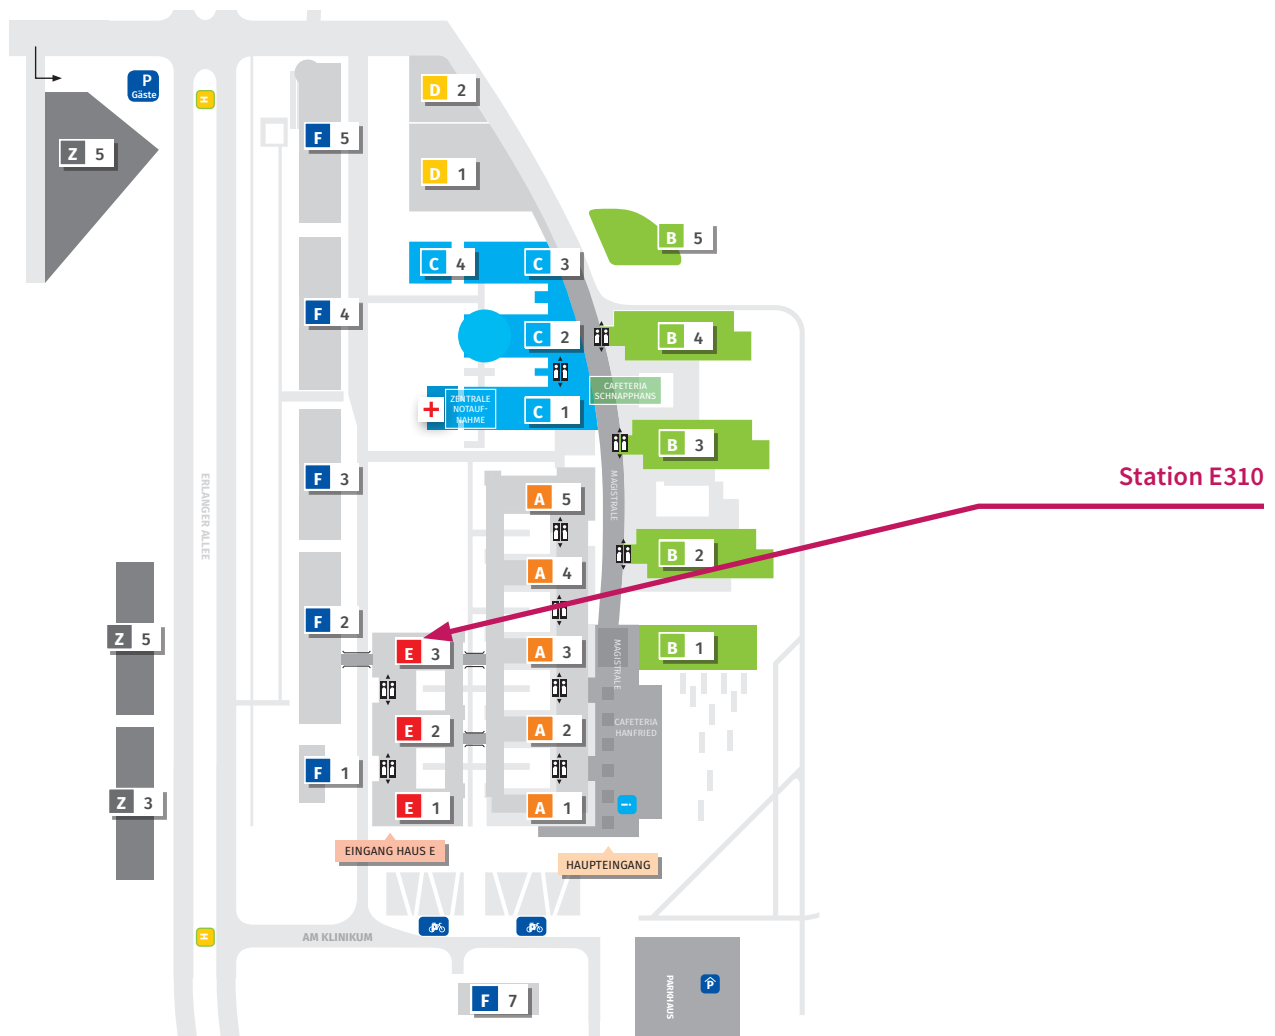 P
Gäste
H
Z 5
F 5
D 2
D 1
B 5
C 4
C 3
F 4
C 2
B 4
CAFETERIA
SCHNAPPHANS
ZENTRALE
NOTAUF-
NAHME
C 1
B 3
F 3
ERLANGER ALLEE
A 5
MAGISTRALE
Station E310
B 2
A 4
F 2
Z 5
E 3
A 3
MAGISTRALE
B 1
E 2
A 2
CAFETERIA
HANFRIED
F 1
Z 3
E 1
A 1
i
EINGANG HAUS E
HAUPTEINGANG
H
AM KLINIKUM
F 7
PARKHAUS
P